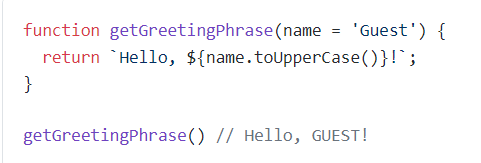 function getGreetingPhrase(name = 'Guest') {
  return `Hello, ${name.toUpperCase()}!`;
}
getGreetingPhrase() // Hello, GUEST!